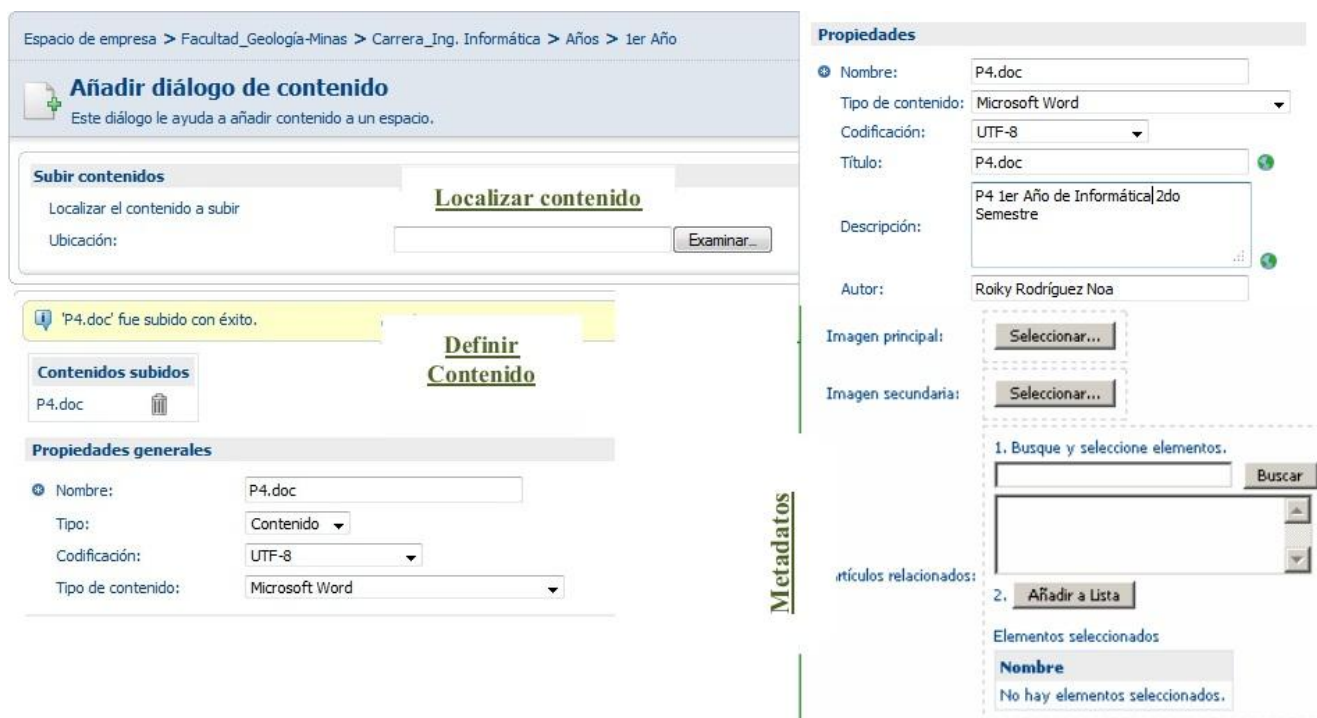 Espacio de empresa > Facultad_Geología-Minas > Carrera_Ing. Informática > Años > 1er Año
Añadir diálogo de contenido
Este diálogo le ayuda a añadir contenido a un espacio.
Subir contenidos
Localizar contenido
Localizar el contenido a subir
Ubicación:
Examinar...
'P4.doc' fue subido con éxito.
Definir
Contenido
Contenidos subidos
P4.doc
Propiedades generales
Nombre: P4.doc
Tipo: Contenido
Codificación: UTF-8
Tipo de contenido: Microsoft Word
Metadatos
Propiedades
Nombre: P4.doc
Tipo de contenido: Microsoft Word
Codificación: UTF-8
Título: P4.doc
Descripción: P4 1er Año de Informática 2do
Semestre
Autor: Roiky Rodríguez Noa
Imagen principal: Seleccionar...
Imagen secundaria: Seleccionar...
1. Busque y seleccione elementos.
Buscar
rtículos relacionados:
2. Añadir a Lista
Elementos seleccionados
Nombre
No hay elementos seleccionados.